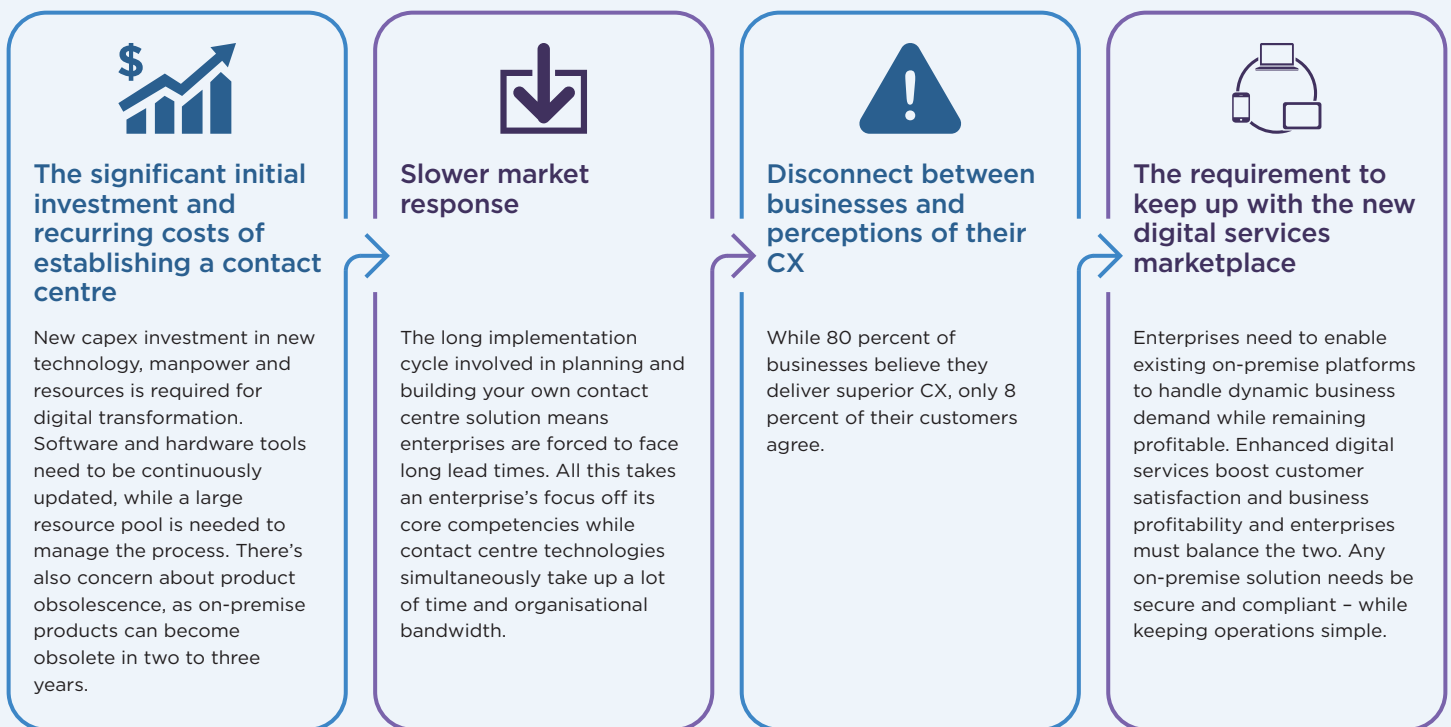 $
The significant initial
investment and
recurring costs of
establishing a contact
centre
New capex investment in new
technology, manpower and
resources is required for
digital transformation.
Software and hardware tools
need to be continuously
updated, while a large
resource pool is needed to
manage the process. There’s
also concern about product
obsolescence, as on-premise
products can become
obsolete in two to three
years.
Slower market
response
The long implementation
cycle involved in planning and
building your own contact
centre solution means
enterprises are forced to face
long lead times. All this takes
an enterprise’s focus off its
core competencies while
contact centre technologies
simultaneously take up a lot
of time and organisational
bandwidth.
Disconnect between
businesses and
perceptions of their
CX
While 80 percent of
businesses believe they
deliver superior CX, only 8
percent of their customers
agree.
The requirement to
keep up with the new
digital services
marketplace
Enterprises need to enable
existing on-premise platforms
to handle dynamic business
demand while remaining
profitable. Enhanced digital
services boost customer
satisfaction and business
profitability and enterprises
must balance the two. Any
on-premise solution needs be
secure and compliant – while
keeping operations simple.